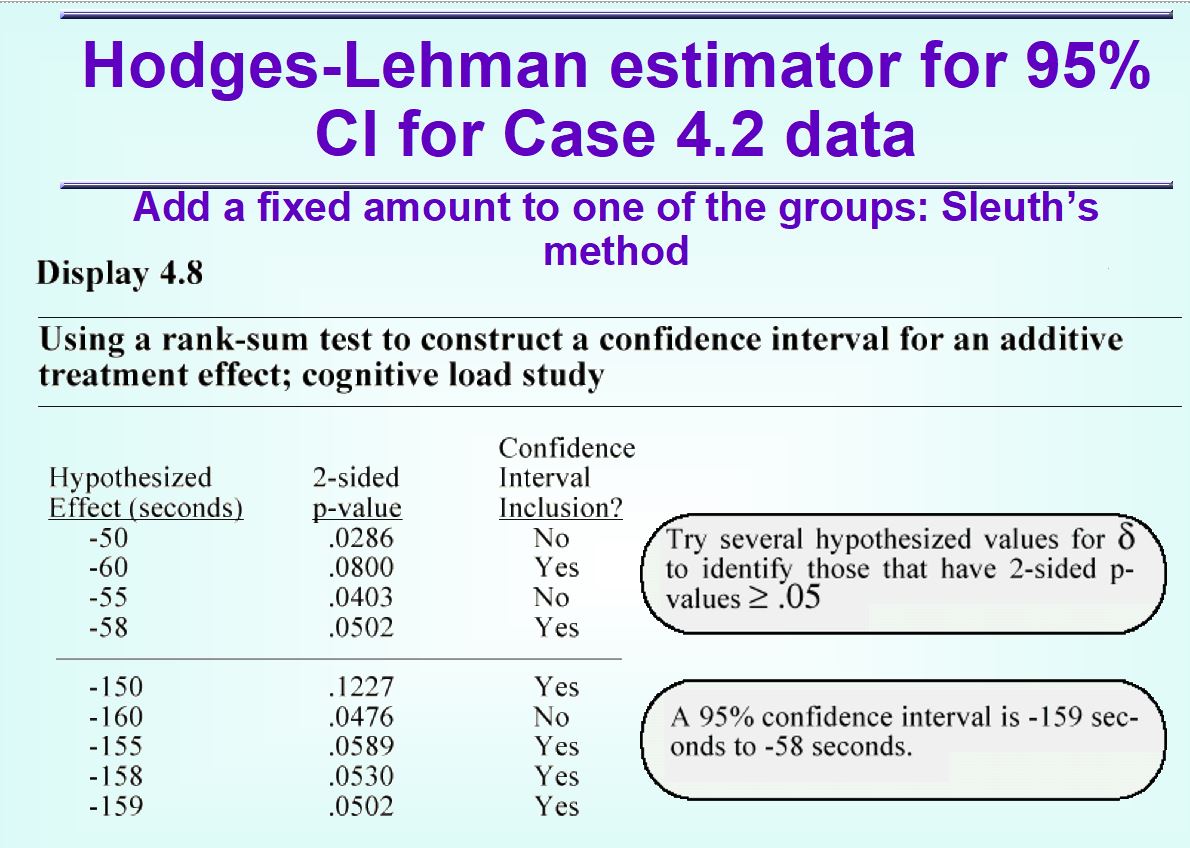 Hodges-Lehman estimator for 95%
CI for Case 4.2 data
Add a fixed amount to one of the groups: Sleuth's
method
Display 4.8
Using a rank-sum test to construct a confidence interval for an additive
treatment effect; cognitive load study
Hypothesized Effect (seconds) 2-sided p-value Confidence Interval Inclusion?
-50 .0286 No
-60 .0800 Yes
-55 .0403 No
-58 .0502 Yes
-150 .1227 Yes
-160 .0476 No
-155 .0589 Yes
-158 .0530 Yes
-159 .0502 Yes
Try several hypothesized values for δ
to identify those that have 2-sided p-
values ≥ .05
A 95% confidence interval is -159 sec-
onds to -58 seconds.